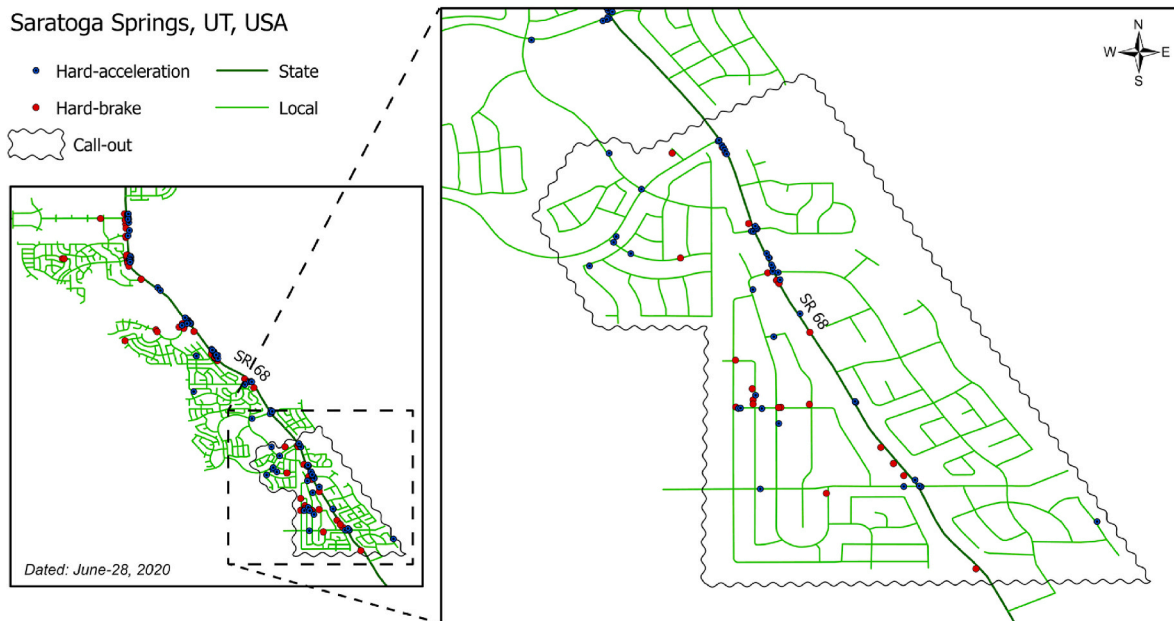 Saratoga Springs, UT, USA
Hard-acceleration
State
Hard-brake
Local
Call-out
SR 68
Dated: June-28, 2020
N
W E
S
SR 68